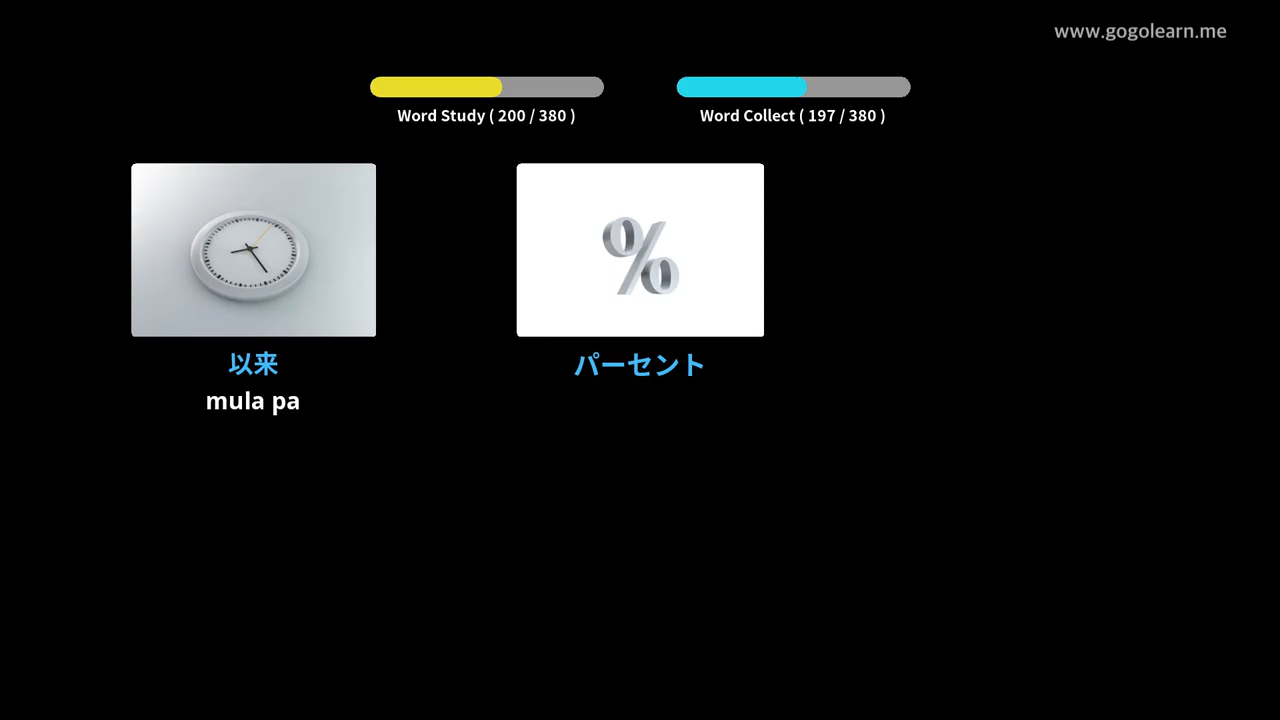 www.gogolearn.me
Word Study ( 200 / 380 )
Word Collect ( 197 / 380 )
%
以来
パーセント
mula pa